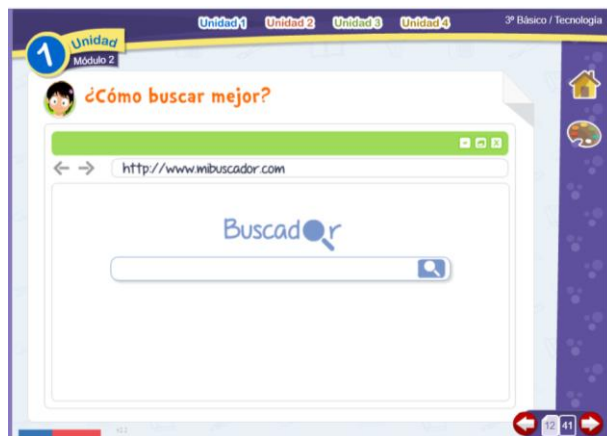 Unidad 1 Unidad 2 Unidad 3 Unidad 4
3º Básico / Tecnología
1 Unidad
Módulo 2
¿Cómo buscar mejor?
http://www.mibuscador.com
Buscador
12 41